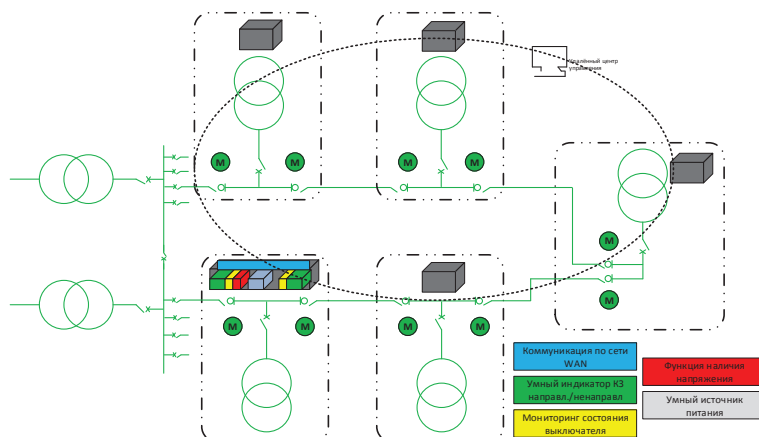 Удалённый центр
управления
M
M
M
M
M
M
M
M
M
M
Коммуникация по сети
WAN
Функция наличия
напряжения
Умный индикатор КЗ
направл./ненаправл
Умный источник
питания
Мониторинг состояния
выключателя